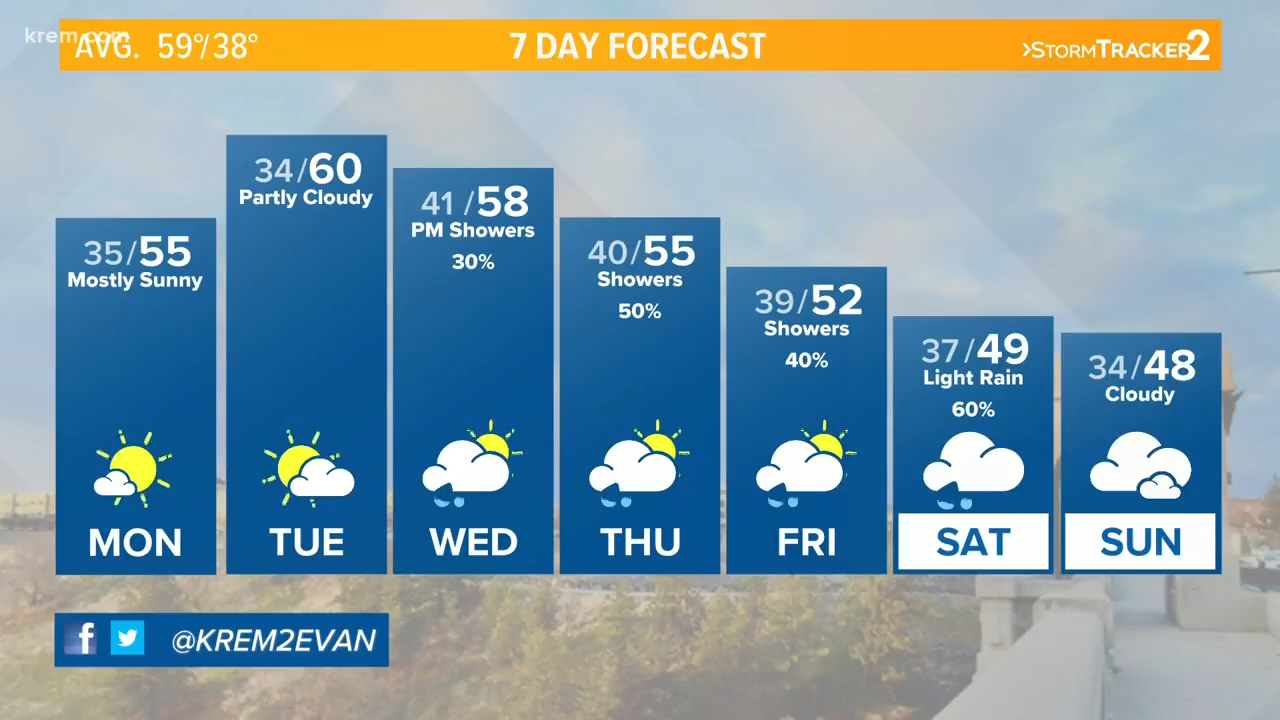 krem.com
AVG. 59°/38°
7 DAY FORECAST
STORMTRACKER2
35/55
Mostly Sunny
MON
34/60
Partly Cloudy
TUE
41/58
PM Showers
30%
WED
40/55
Showers
50%
THU
39/52
Showers
40%
FRI
37/49
Light Rain
60%
SAT
34/48
Cloudy
SUN
@KREM2EVAN